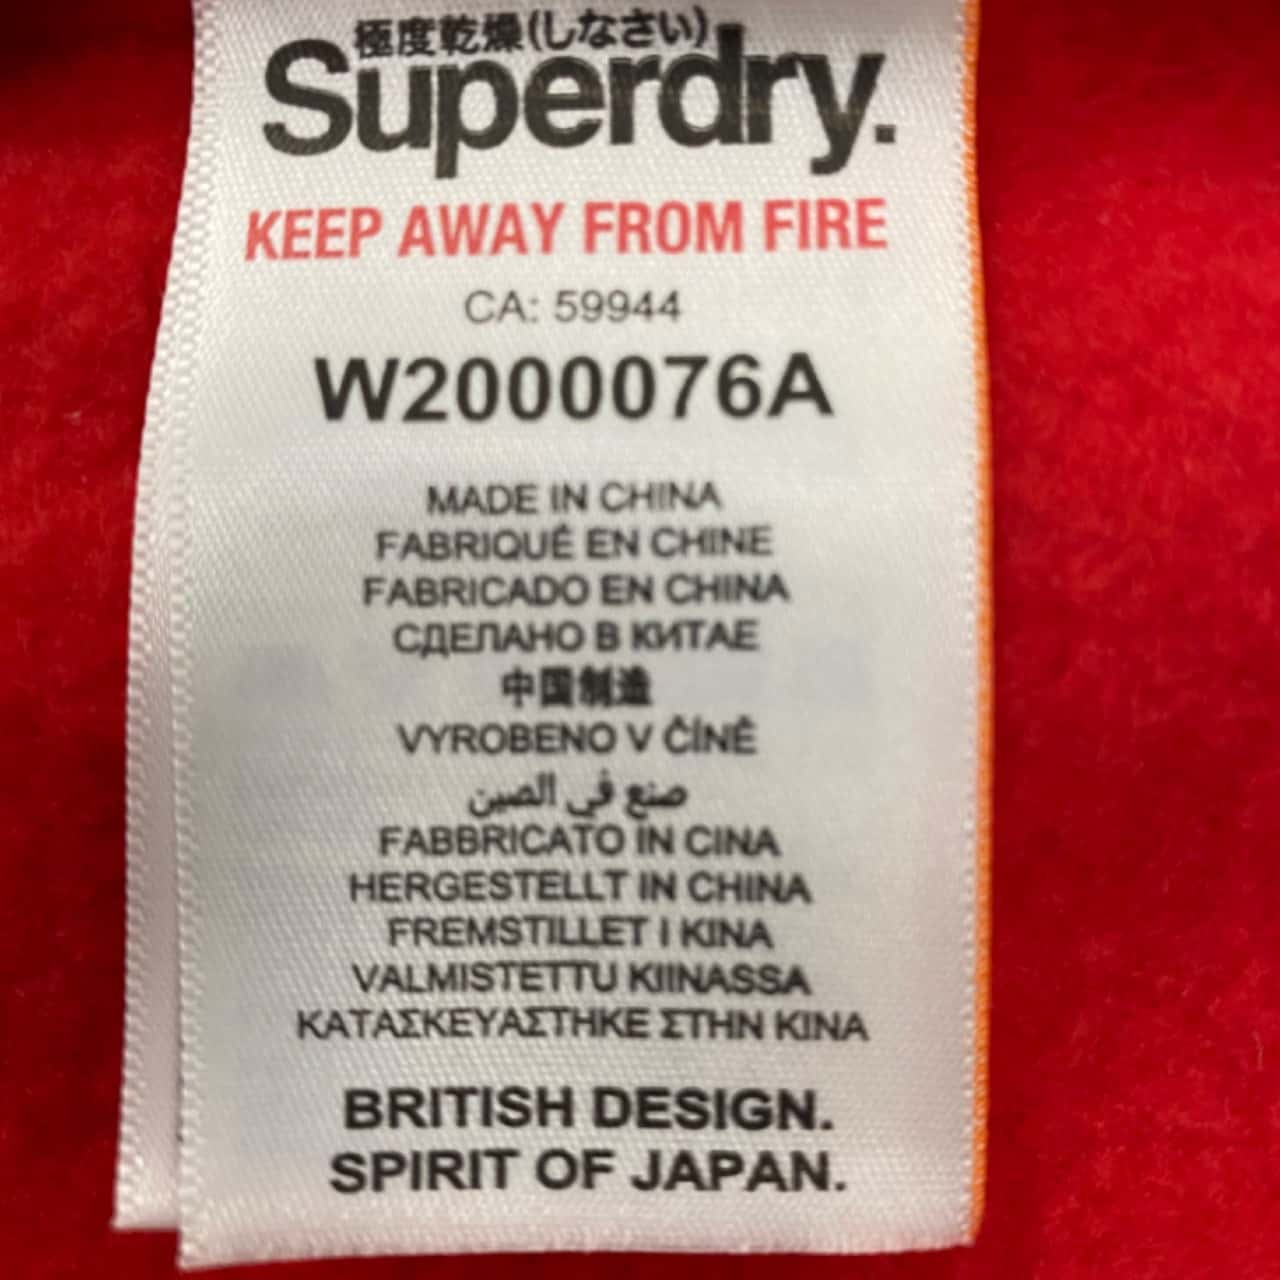 極度乾燥(しなさい)
Superdry.
KEEP AWAY FROM FIRE
CA: 59944
W2000076A
MADE IN CHINA
FABRIQUÉ EN CHINE
FABRICADO EN CHINA
СДЕЛАНО В КИТАЕ
中国制造
VYROBENO V ČÍNĚ
صنع في الصين
FABBRICATO IN CINA
HERGESTELLT IN CHINA
FREMSTILLET I KINA
VALMISTETTU KIINASSA
ΚΑΤΑΣΚΕΥΑΣΤΗΚΕ ΣΤΗΝ ΚΙΝΑ
BRITISH DESIGN.
SPIRIT OF JAPAN.